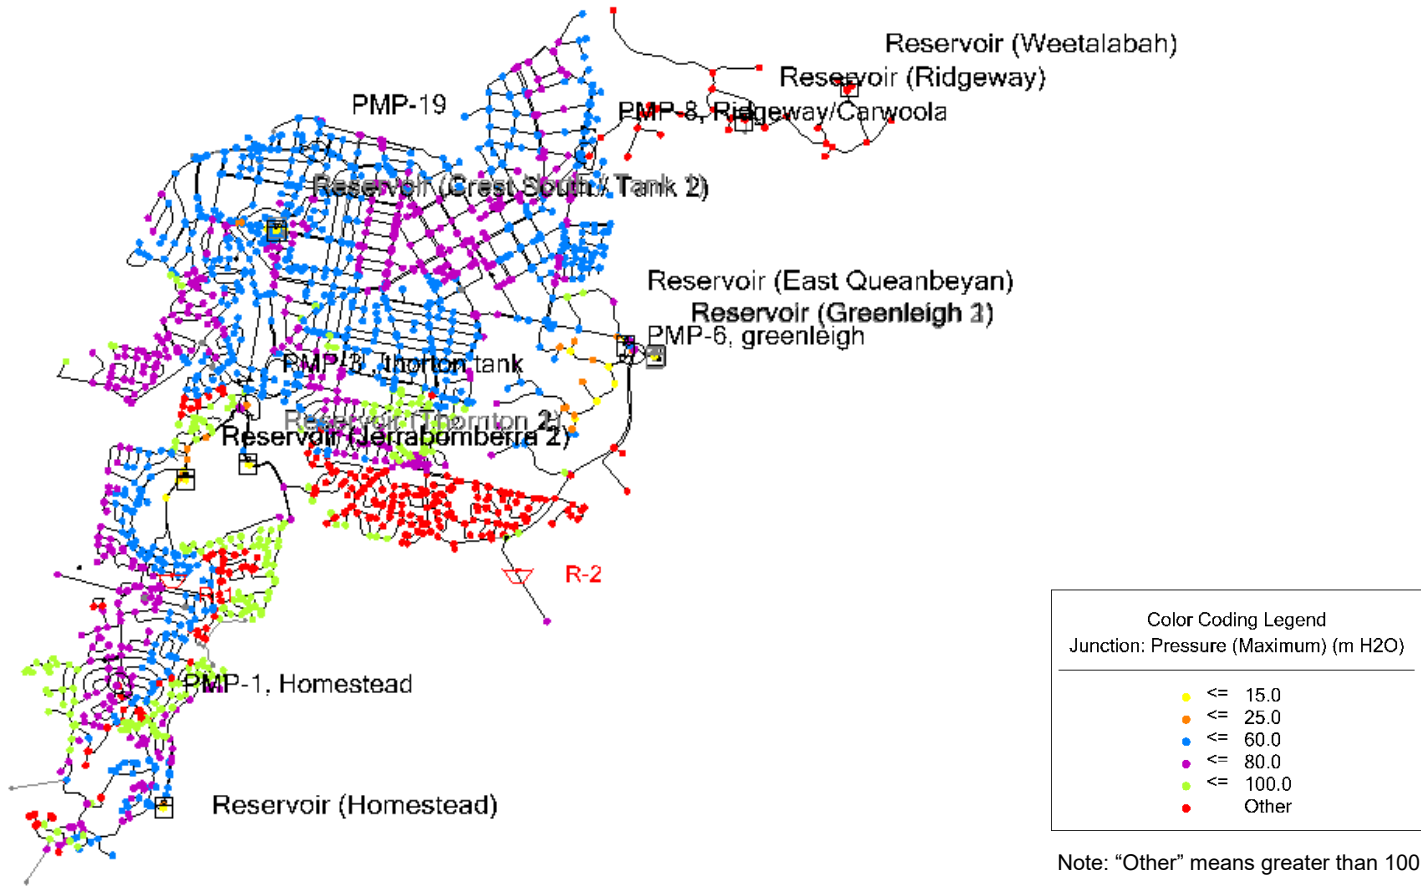 Reservoir (Weetalabah)
Reservoir (Ridgeway)
PMP-19
PMP-8, Ridgeway/Carwoola
Reservoir (Crest South / Tank 2)
Reservoir (East Queanbeyan)
Reservoir (Greenleigh 2)
PMP-6, greenleigh
PMP-3, thorton tank
Reservoir (Thornton 2)
Reservoir (Jerrabomberra 2)
R-2
PMP-1, Homestead
Reservoir (Homestead)
Color Coding Legend
Junction: Pressure (Maximum) (m H2O)
<= 15.0
<= 25.0
<= 60.0
<= 80.0
<= 100.0
Other
Note: “Other” means greater than 100